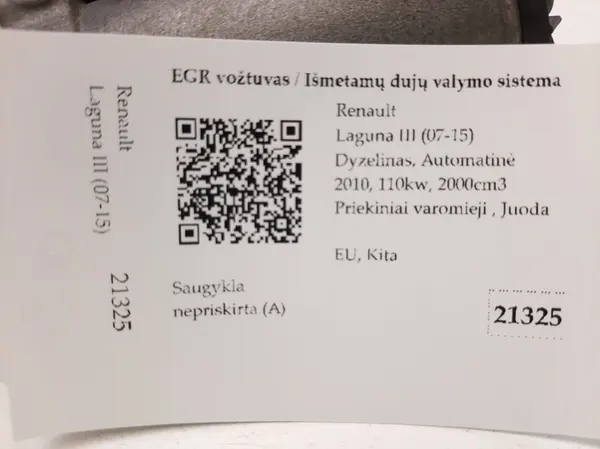 EGR vožtuvas / Išmetamų dujų valymo sistema
Renault
Laguna III (07-15)
Dyzelinas, Automatinė
2010, 110kw, 2000cm3
Priekiniai varomieji , Juoda
EU, Kita
Saugykla
nepriskirta (A)
21325
Renault
Laguna III (07-15)
21325